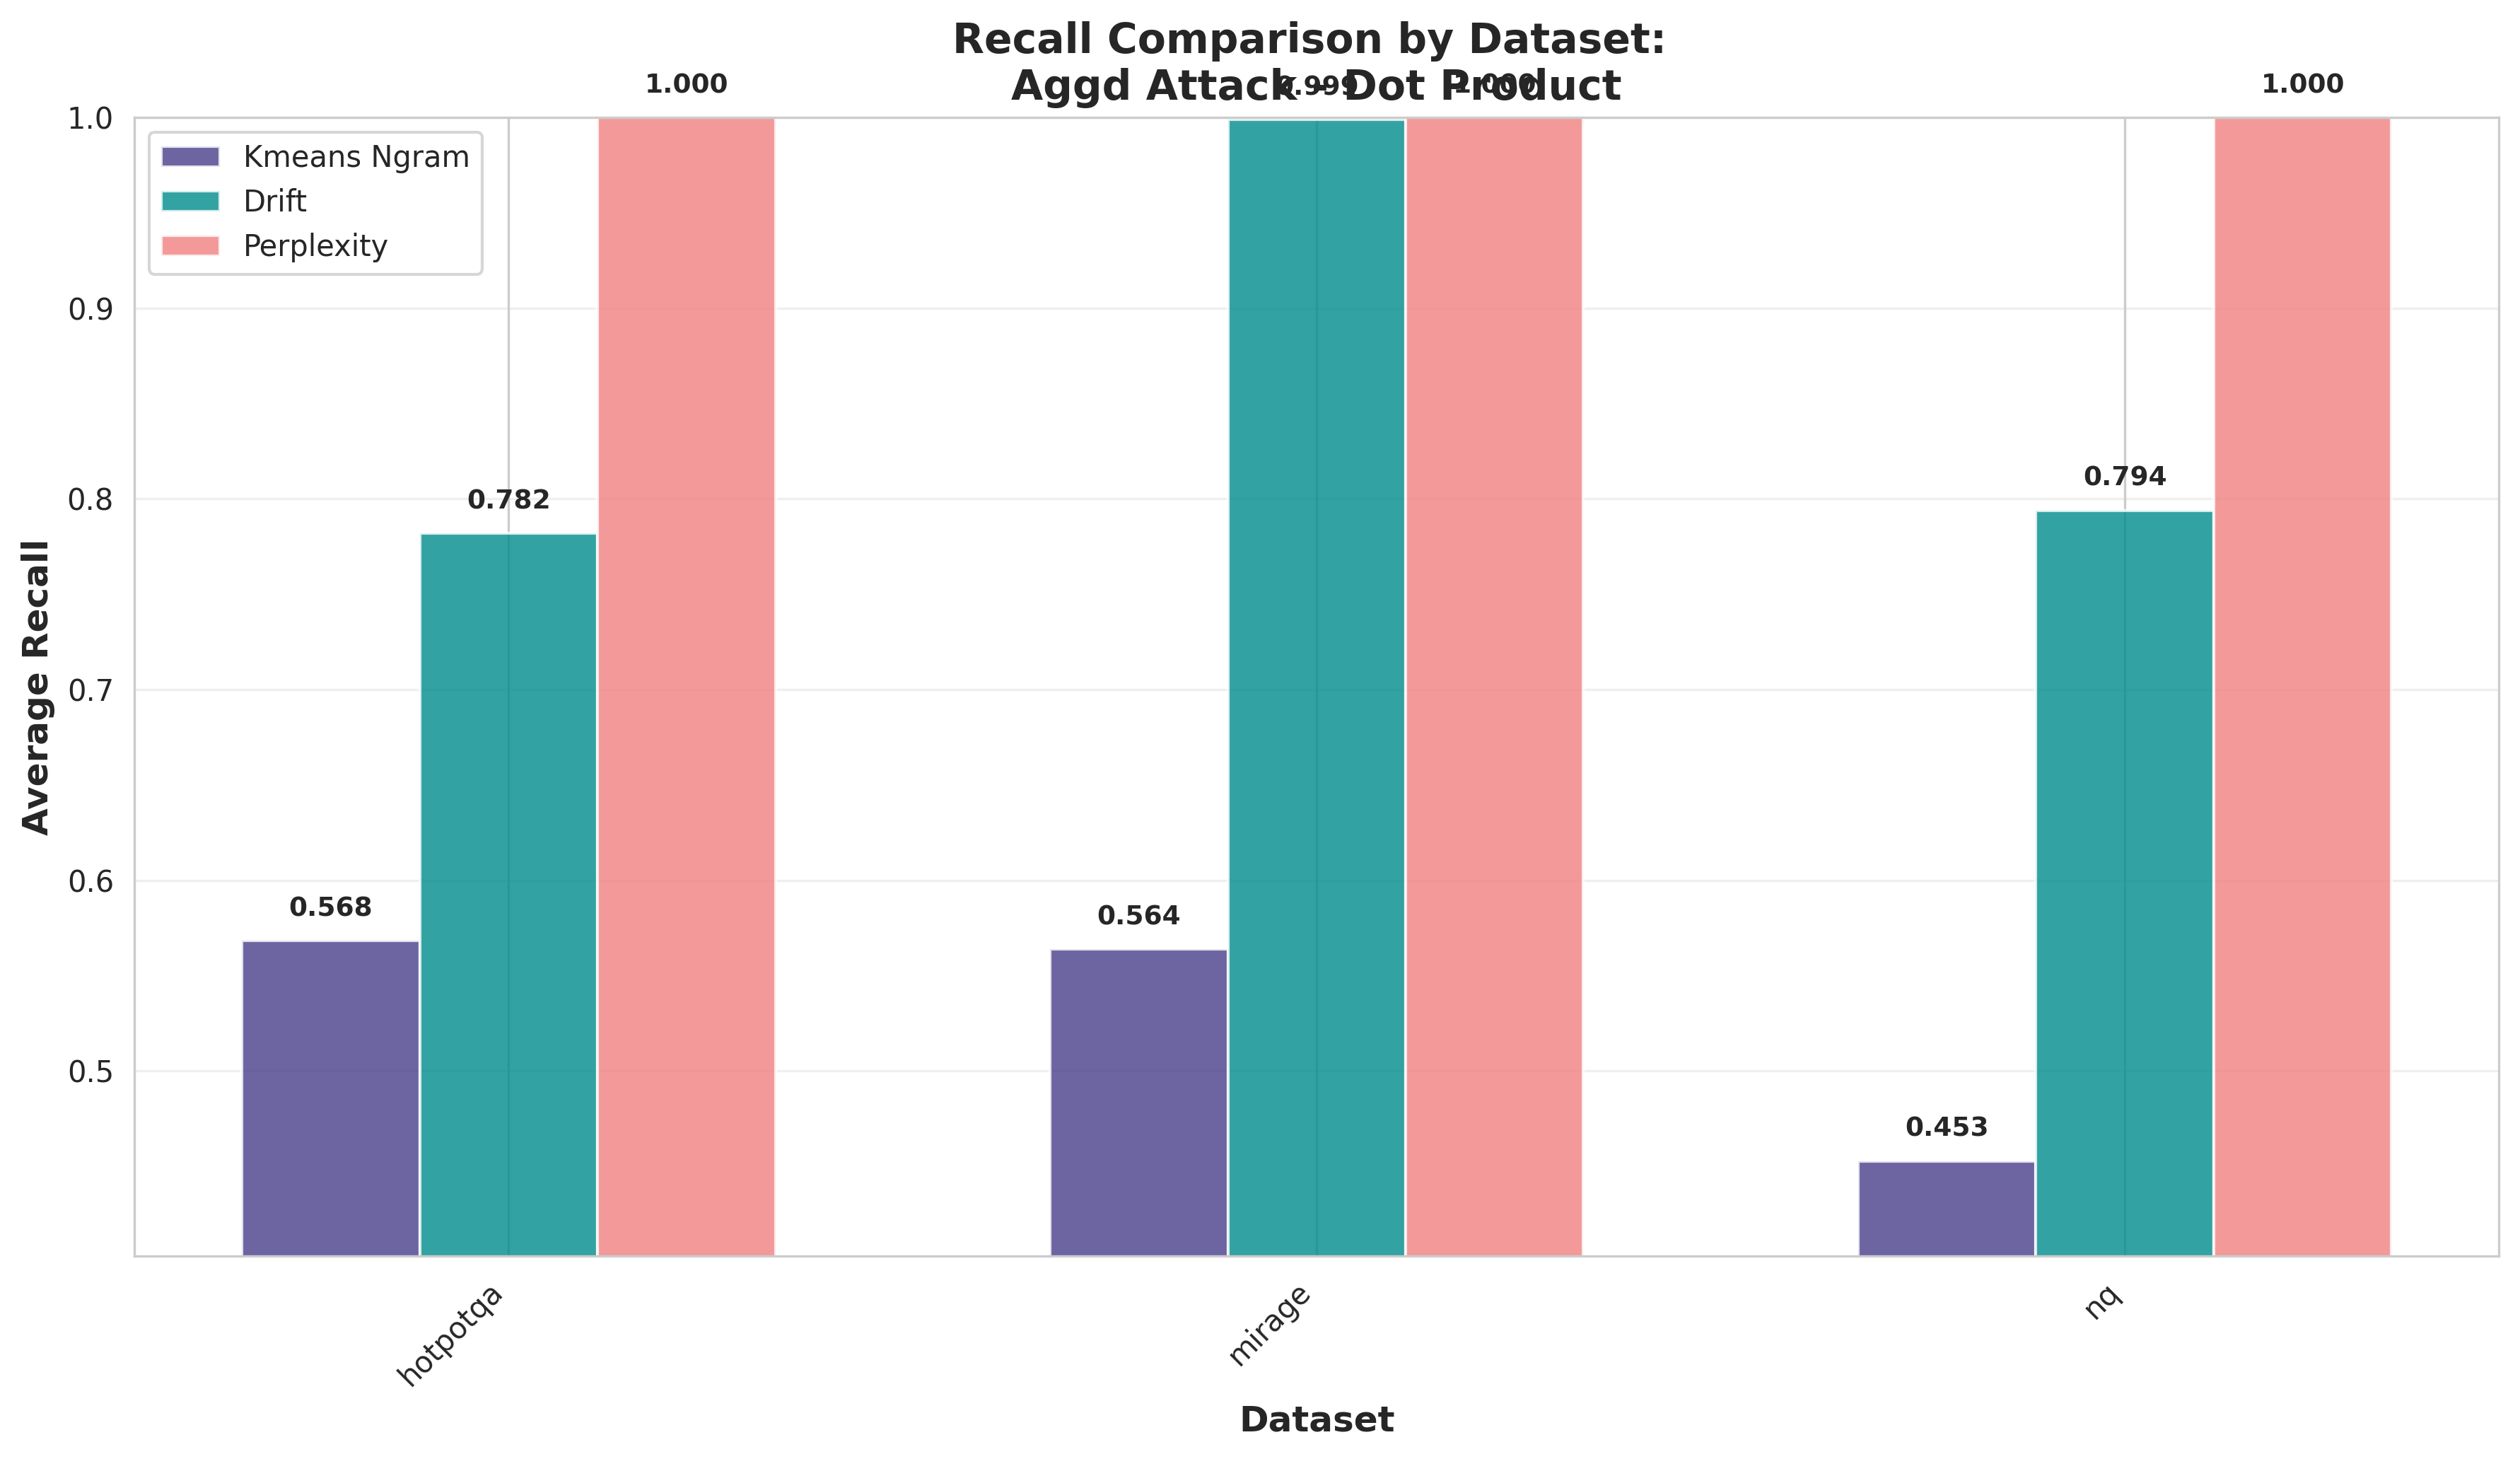 Recall Comparison by Dataset:
Aggd Attack - Dot Product
1.000
0.999
1.000
1.000
1.0
0.9
0.8
0.7
0.6
0.5
Kmeans Ngram
Drift
Perplexity
0.782
0.794
0.568
0.564
0.453
Average Recall
hotpotqa
mirage
nq
Dataset